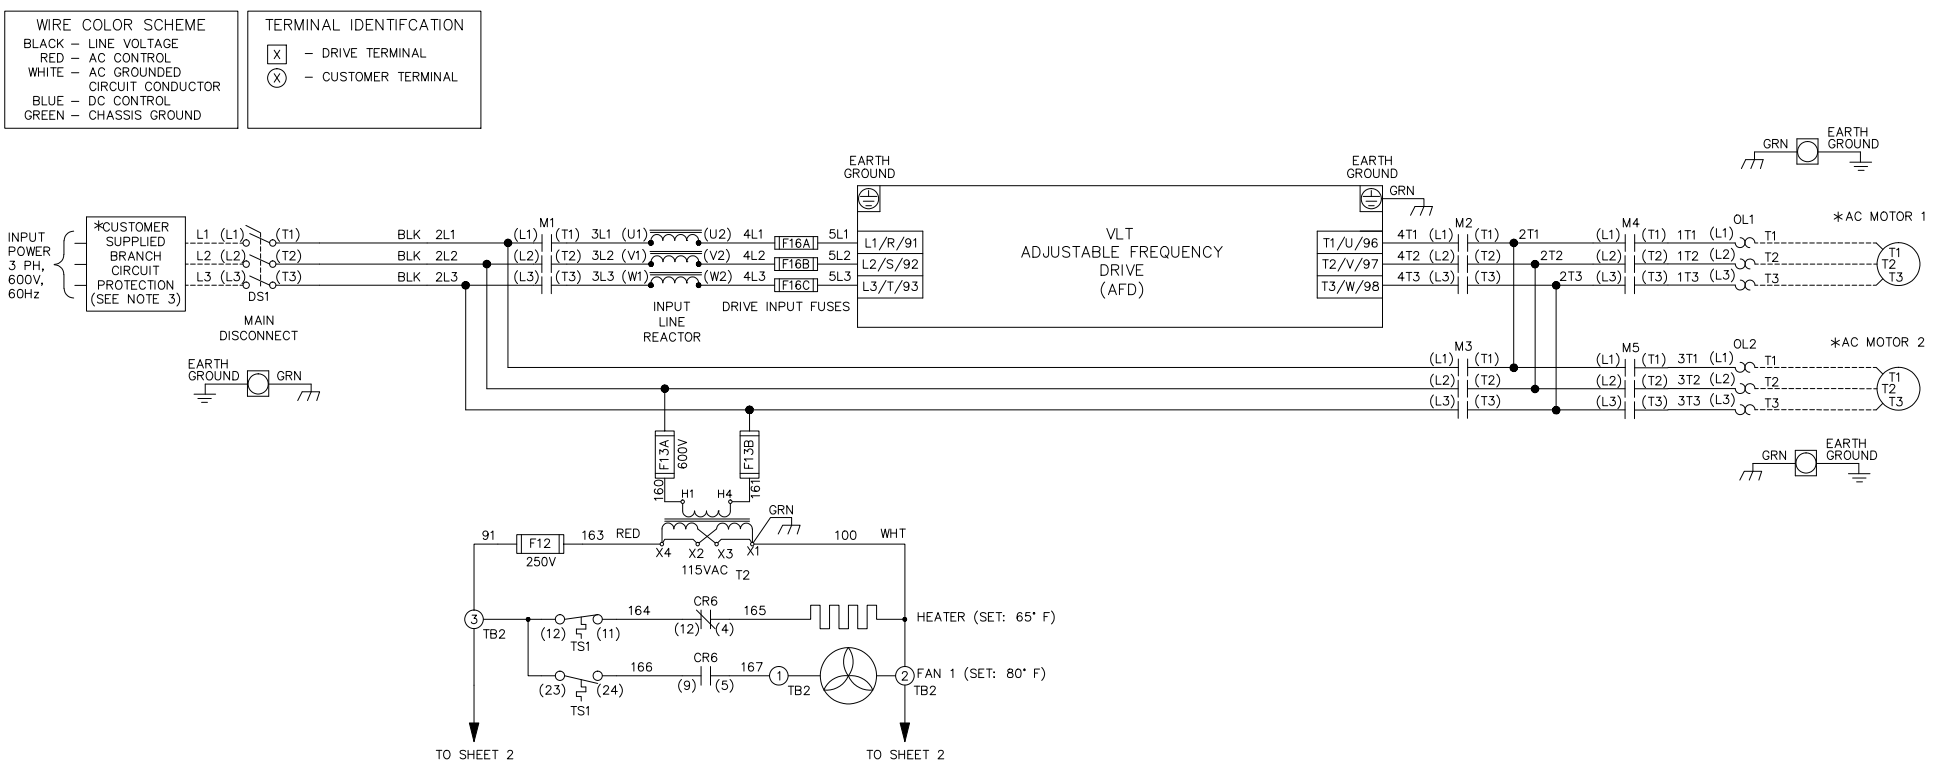 WIRE COLOR SCHEME
BLACK – LINE VOLTAGE
RED – AC CONTROL
WHITE – AC GROUNDED
CIRCUIT CONDUCTOR
BLUE – DC CONTROL
GREEN – CHASSIS GROUND
TERMINAL IDENTIFCATION
X – DRIVE TERMINAL
X – CUSTOMER TERMINAL
EARTH
GROUND
GRN
EARTH
GROUND
EARTH
GROUND
GRN
INPUT
POWER
3 PH,
600V,
60Hz
*CUSTOMER
SUPPLIED
BRANCH
CIRCUIT
PROTECTION
(SEE NOTE 3)
L1 (L1) (T1) BLK 2L1 (L1) M1 (T1) 3L1 (U1) (U2) 4L1 F16A 5L1 L1/R/91
L2 (L2) (T2) BLK 2L2 (L2) (T2) 3L2 (V1) (V2) 4L2 F16B 5L2 L2/S/92
L3 (L3) (T3) BLK 2L3 (L3) (T3) 3L3 (W1) (W2) 4L3 F16C 5L3 L3/T/93
DS1
MAIN
DISCONNECT
INPUT
LINE
REACTOR
DRIVE INPUT FUSES
VLT
ADJUSTABLE FREQUENCY
DRIVE
(AFD)
T1/U/96 4T1 (L1) M2 (T1) 2T1 (L1) M4 (T1) 1T1 (L1) OL1 T1
T2/V/97 4T2 (L2) (T2) 2T2 (L2) (T2) 1T2 (L2) T2
T3/W/98 4T3 (L3) (T3) 2T3 (L3) (T3) 1T3 (L3) T3
*AC MOTOR 1
T1
T2
T3
EARTH
GROUND
GRN
(L1) M3 (T1) (L1) M5 (T1) 3T1 (L1) OL2 T1
(L2) (T2) (L2) (T2) 3T2 (L2) T2
(L3) (T3) (L3) (T3) 3T3 (L3) T3
*AC MOTOR 2
T1
T2
T3
GRN
EARTH
GROUND
F13A
600V
F13B
160
H1
H4
161
GRN
91
F12
250V
163
RED
X4
X2
X3
X1
115VAC
T2
100
WHT
3
TB2
(12)
(11)
TS1
164
CR6
(12)
(4)
165
HEATER (SET: 65° F)
(23)
(24)
TS1
166
CR6
(9)
(5)
167
1
TB2
2
TB2
FAN 1 (SET: 80° F)
TO SHEET 2
TO SHEET 2